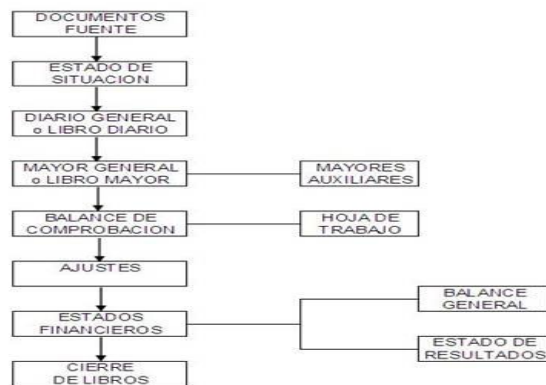 DOCUMENTOS
FUENTE
ESTADO DE
SITUACION
DIARIO GENERAL
o LIBRO DIARIO
MAYOR GENERAL
o LIBRO MAYOR
MAYORES
AUXILIARES
BALANCE DE
COMPROBACION
HOJA DE
TRABAJO
AJUSTES
ESTADOS
FINANCIEROS
BALANCE
GENERAL
ESTADO DE
RESULTADOS
CIERRE
DE LIBROS